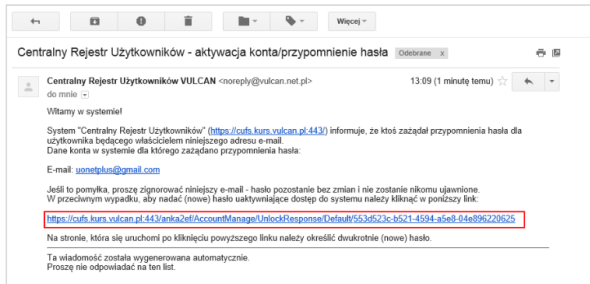 Więcej
Centralny Rejestr Użytkowników - aktywacja konta/przypomnienie hasła Odebrane x
Centralny Rejestr Użytkowników VULCAN <noreply@vulcan.net.pl> 13:09 (1 minutę temu)
do mnie
Witamy w systemie!
System "Centralny Rejestr Użytkowników" (https://cufs.kurs.vulcan.pl:443/) informuje, że ktoś zażądał przypomnienia hasła dla
użytkownika będącego właścicielem niniejszego adresu e-mail.
Dane konta w systemie dla którego zażądano przypomnienia hasła:
E-mail: uonetplus@gmail.com
Jeśli to pomyłka, proszę zignorować niniejszy e-mail - hasło pozostanie bez zmian i nie zostanie nikomu ujawnione.
W przeciwnym wypadku, aby nadać (nowe) hasło uaktywniające dostęp do systemu należy kliknąć w poniższy link:
https://cufs.kurs.vulcan.pl:443/anka2ef/AccountManage/UnlockResponse/Default/553d523c-b521-4594-a5e8-04e896220625
Na stronie, która się uruchomi po kliknięciu powyższego linku należy określić dwukrotnie (nowe) hasło.
Ta wiadomość została wygenerowana automatycznie.
Proszę nie odpowiadać na ten list.